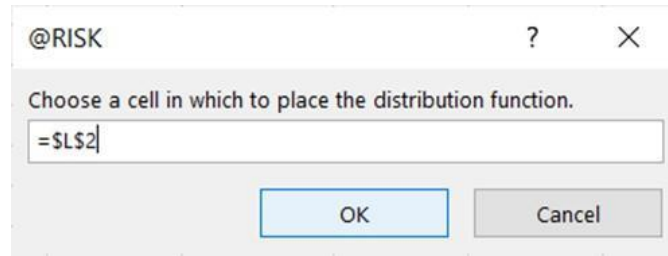 @RISK ? ×
Choose a cell in which to place the distribution function.
=$L$2
OK Cancel